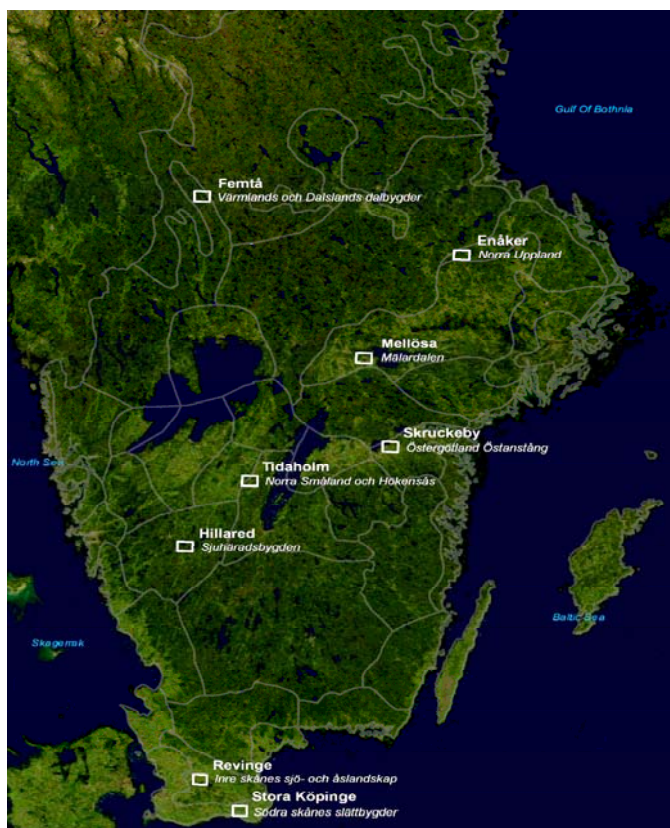 Gulf Of Bothnia
Femtå
Värmlands och Dalslands dalbygder
Enåker
Norra Uppland
Mellösa
Mälardalen
Skruckeby
Östergötland Östanstång
North Sea
Tidaholm
Norra Småland och Hökensås
Hillared
Sjuhäradsbygden
Baltic Sea
Skagerrak
Revinge
Inre skånes sjö- och åslandskap
Stora Köpinge
Södra skånes slättbygder